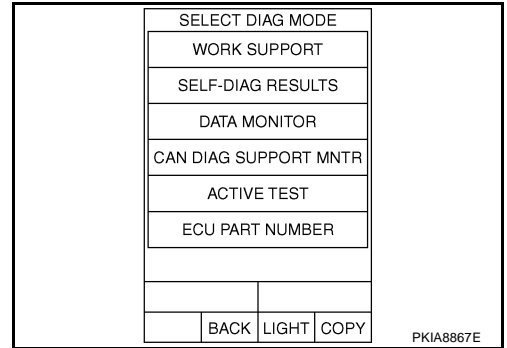 SELECT DIAG MODE
WORK SUPPORT
SELF-DIAG RESULTS
DATA MONITOR
CAN DIAG SUPPORT MNTR
ACTIVE TEST
ECU PART NUMBER
BACK LIGHT COPY
PKIA8867E